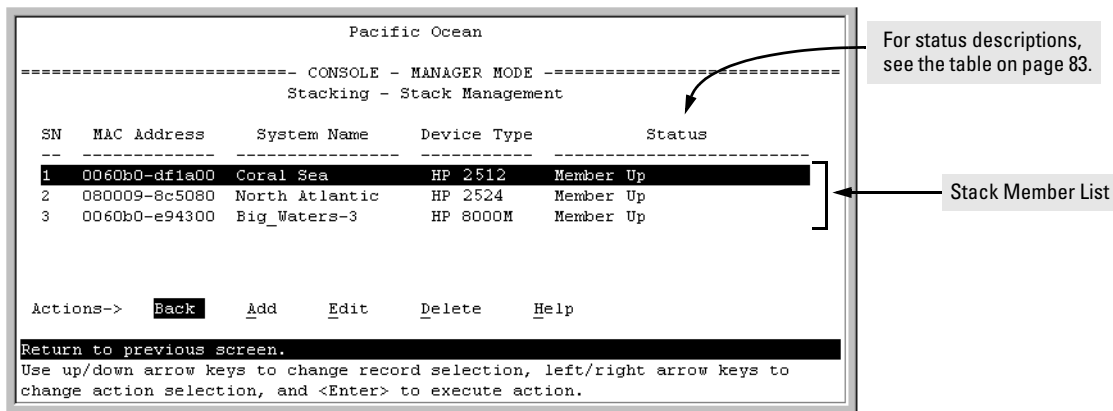 Pacific Ocean
==========================- CONSOLE - MANAGER MODE -============================
Stacking - Stack Management
SN MAC Address System Name Device Type Status
-- ------------- ---------------- ----------- -------------------------
1 0060b0-df1a00 Coral Sea HP 2512 Member Up
2 080009-8c5080 North Atlantic HP 2524 Member Up
3 0060b0-e94300 Big_Waters-3 HP 8000M Member Up
Actions-> Back Add Edit Delete Help
Return to previous screen.
Use up/down arrow keys to change record selection, left/right arrow keys to
change action selection, and <Enter> to execute action.
For status descriptions,
see the table on page 83.
Stack Member List